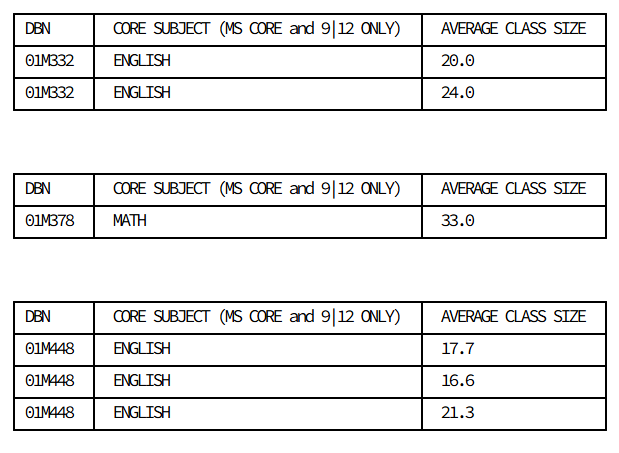 DBN CORE SUBJECT (MS CORE and 9|12 ONLY) AVERAGE CLASS SIZE
01M332 ENGLISH 20.0
01M332 ENGLISH 24.0
DBN CORE SUBJECT (MS CORE and 9|12 ONLY) AVERAGE CLASS SIZE
01M378 MATH 33.0
DBN CORE SUBJECT (MS CORE and 9|12 ONLY) AVERAGE CLASS SIZE
01M448 ENGLISH 17.7
01M448 ENGLISH 16.6
01M448 ENGLISH 21.3